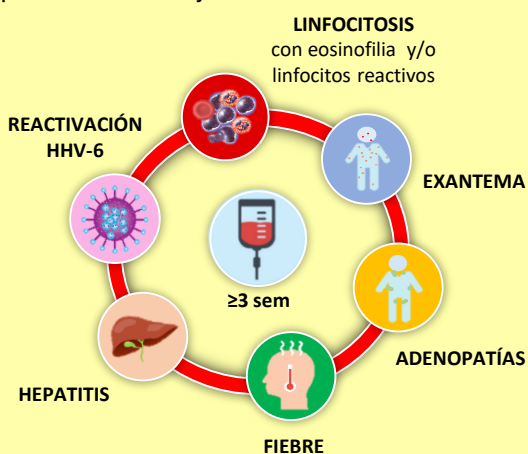 LINFOCITOSIS
con eosinofilia y/o
linfocitos reactivos
REACTIVACIÓN
HHV-6
EXANTEMA
≥3 sem
ADENOPATÍAS
HEPATITIS
FIEBRE